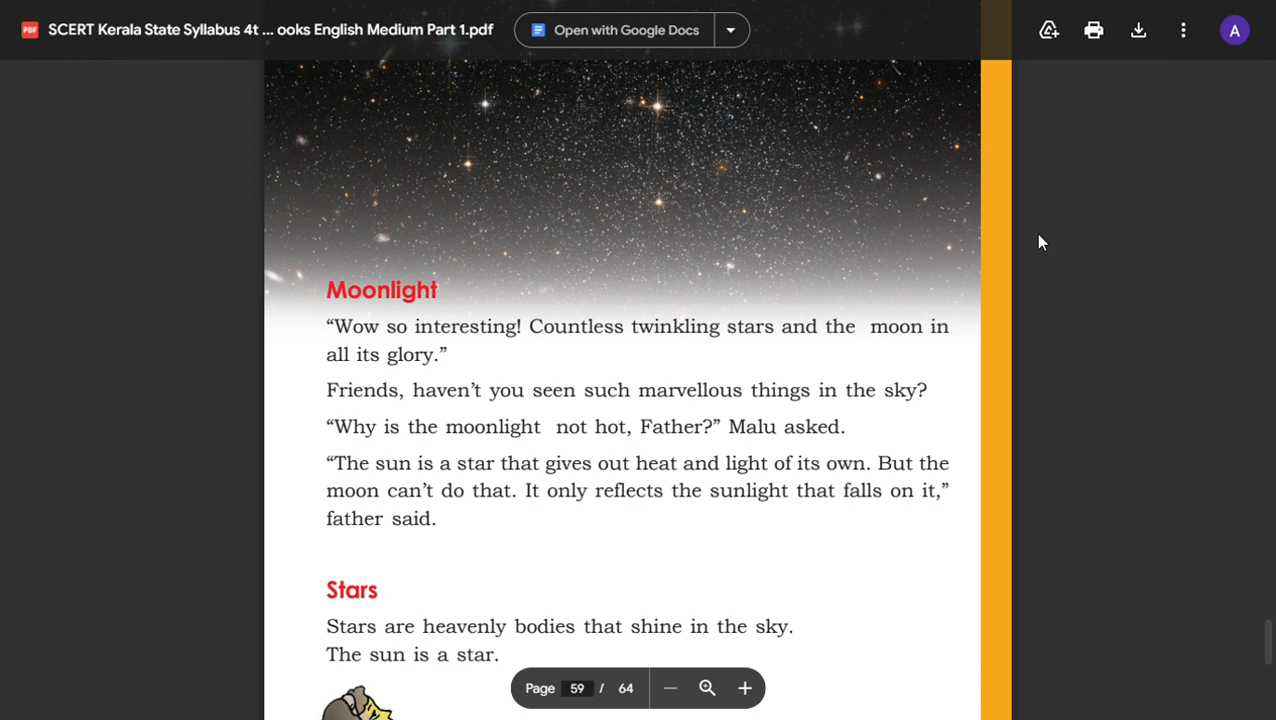 PDF SCERT Kerala State Syllabus 4t ... ooks English Medium Part 1.pdf
Open with Google Docs
A
Moonlight
“Wow so interesting! Countless twinkling stars and the moon in
all its glory.”
Friends, haven’t you seen such marvellous things in the sky?
“Why is the moonlight not hot, Father?” Malu asked.
“The sun is a star that gives out heat and light of its own. But the
moon can’t do that. It only reflects the sunlight that falls on it,”
father said.
Stars
Stars are heavenly bodies that shine in the sky.
The sun is a star.
Page 59 / 64